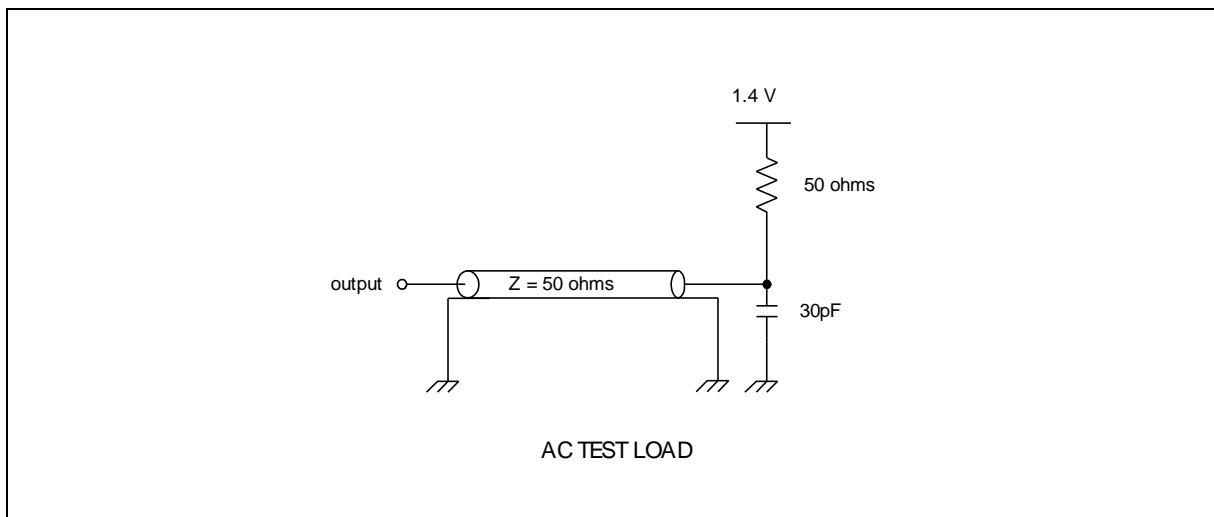 1.4 V
50 ohms
output
Z = 50 ohms
30pF
AC TEST LOAD